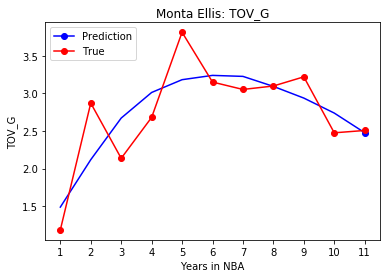 Monta Ellis: TOV_G
Prediction
True
TOV_G
3.5
3.0
2.5
2.0
1.5
1 2 3 4 5 6 7 8 9 10 11
Years in NBA